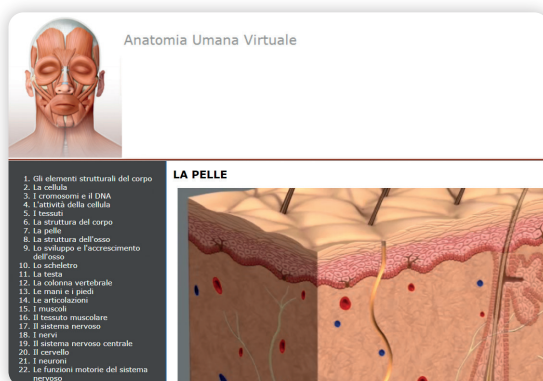 Anatomia Umana Virtuale
LA PELLE
1. Gli elementi strutturali del corpo
2. La cellula
3. I cromosomi e il DNA
4. L'attività della cellula
5. I tessuti
6. La struttura del corpo
7. La pelle
8. La struttura dell'osso
9. Lo sviluppo e l'accrescimento
dell'osso
10. Lo scheletro
11. La testa
12. La colonna vertebrale
13. Le mani e i piedi
14. Le articolazioni
15. I muscoli
16. Il tessuto muscolare
17. Il sistema nervoso
18. I nervi
19. Il sistema nervoso centrale
20. Il cervello
21. I neuroni
22. Le funzioni motorie del sistema
nervoso